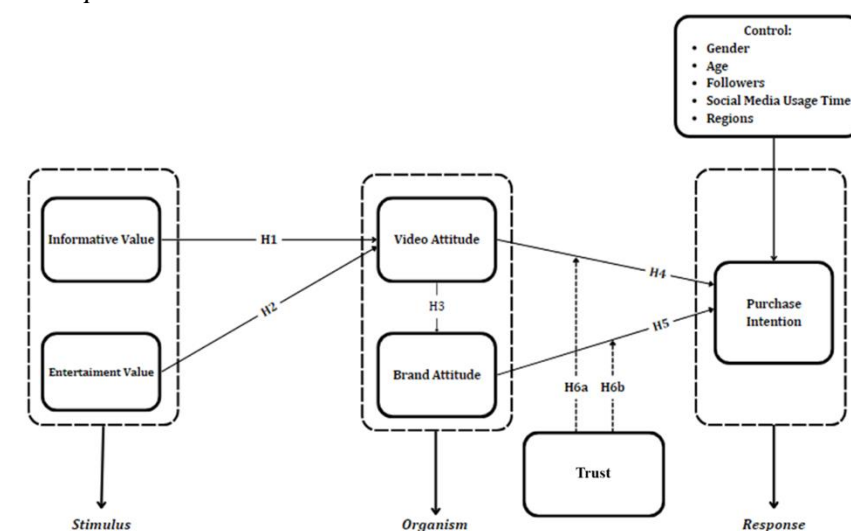 Control:
• Gender
• Age
• Followers
• Social Media Usage Time
• Regions
Informative Value
H1
Video Attitude
H2
H3
H4
Purchase
Intention
Entertaiment Value
Brand Attitude
H5
H6a
H6b
Trust
Stimulus
Organism
Response